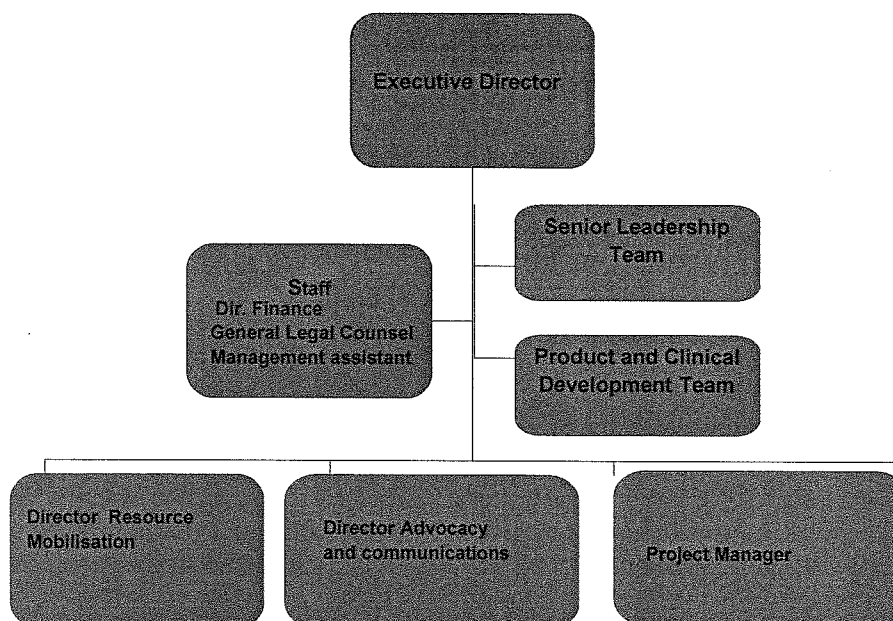 Executive Director
Senior Leadership
Team
Staff
Dir. Finance
General Legal Counsel
Management assistant
Product and Clinical
Development Team
Director Resource
Mobilisation
Director Advocacy
and communications
Project Manager